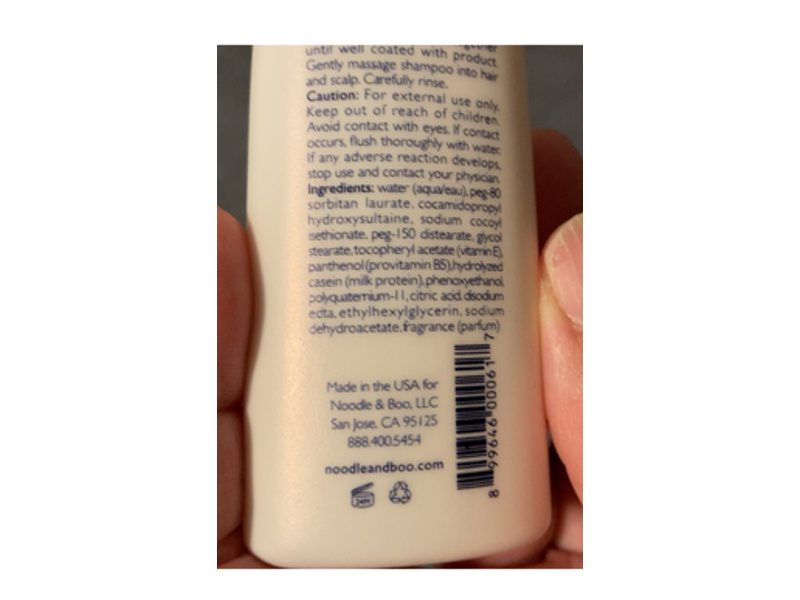 until well coated with product.
Gently massage shampoo into hair
and scalp. Carefully rinse.
Caution: For external use only.
Keep out of reach of children.
Avoid contact with eyes. If contact
occurs, flush thoroughly with water.
If any adverse reaction develops,
stop use and contact your physician.
Ingredients: water (aqua/eau), peg-80
sorbitan laurate, cocamidopropyl
hydroxysultaine, sodium cocoyl
isethionate, peg-150 distearate, glycol
stearate, tocopheryl acetate (vitamin E),
panthenol (provitamin B5), hydrolyzed
casein (milk protein), phenoxyethanol,
polyquaternium-11, citric acid, disodium
edta, ethylhexylglycerin, sodium
dehydroacetate, fragrance (parfum)
Made in the USA for
Noodle & Boo, LLC
San Jose, CA 95125
888.400.5454
noodleandboo.com
24M
8 99646 00061 7